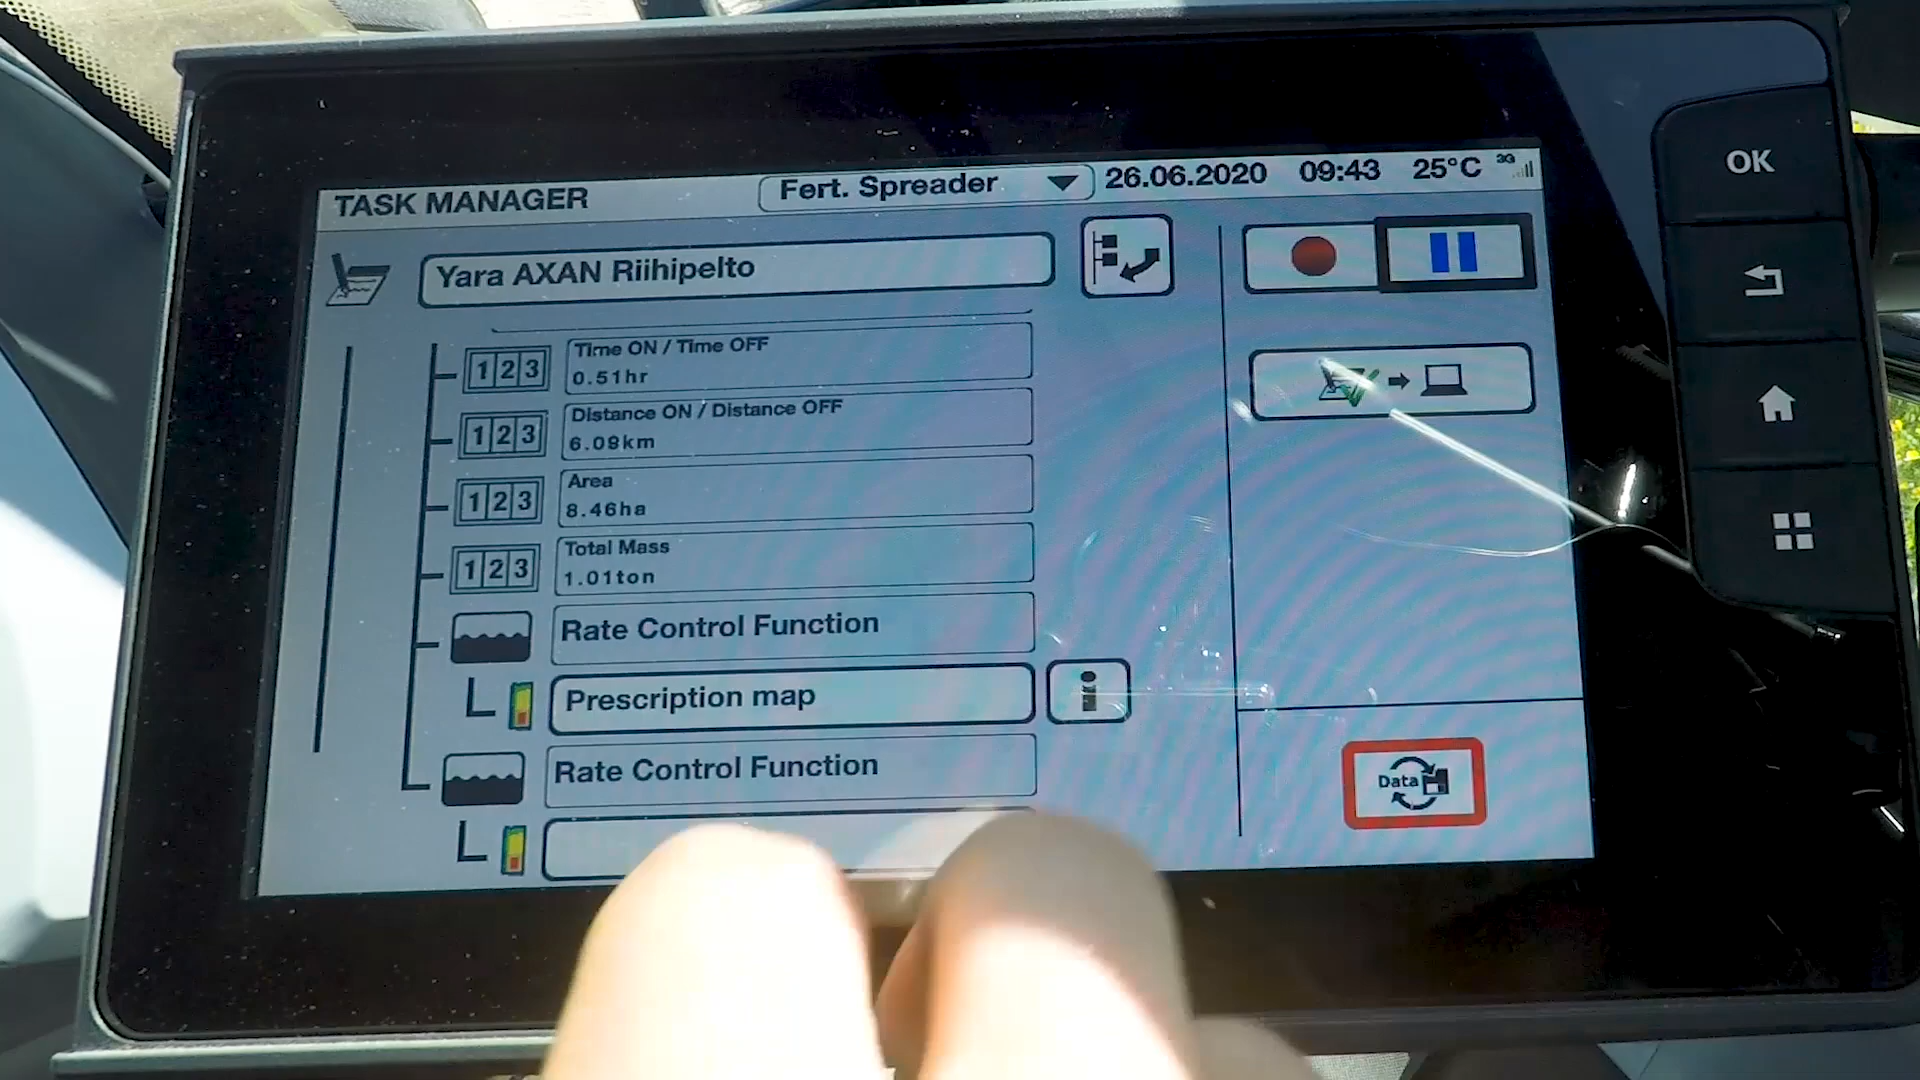 TASK MANAGER
Fert. Spreader
26.06.2020 09:43 25°C 3G
Yara AXAN Riihipelto
123 Time ON / Time OFF
0.51hr
123 Distance ON / Distance OFF
6.09km
123 Area
8.46ha
123 Total Mass
1.01ton
Rate Control Function
Prescription map
i
Rate Control Function
Data
OK